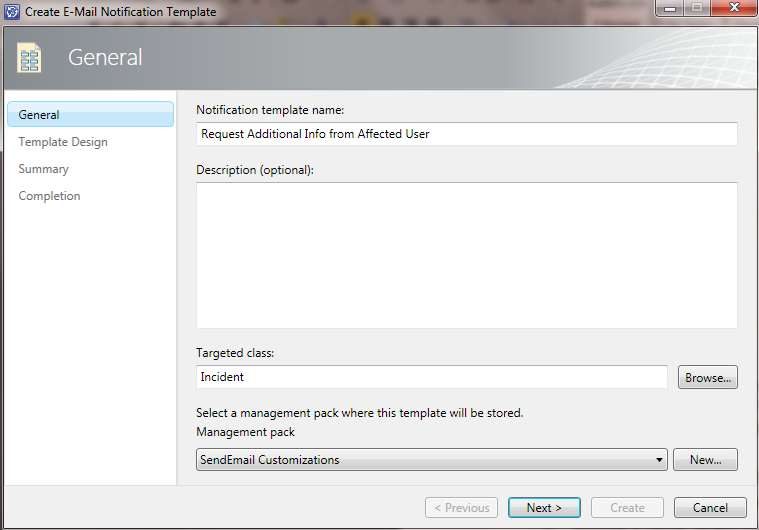 Create E-Mail Notification Template
General
General
Template Design
Summary
Completion
Notification template name:
Request Additional Info from Affected User
Description (optional):
Targeted class:
Incident
Browse...
Select a management pack where this template will be stored.
Management pack
SendEmail Customizations
New...
< Previous
Next >
Create
Cancel